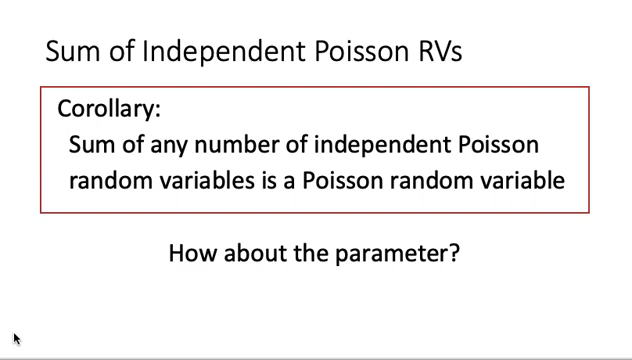 Sum of Independent Poisson RVs
Corollary:
Sum of any number of independent Poisson
random variables is a Poisson random variable
How about the parameter?